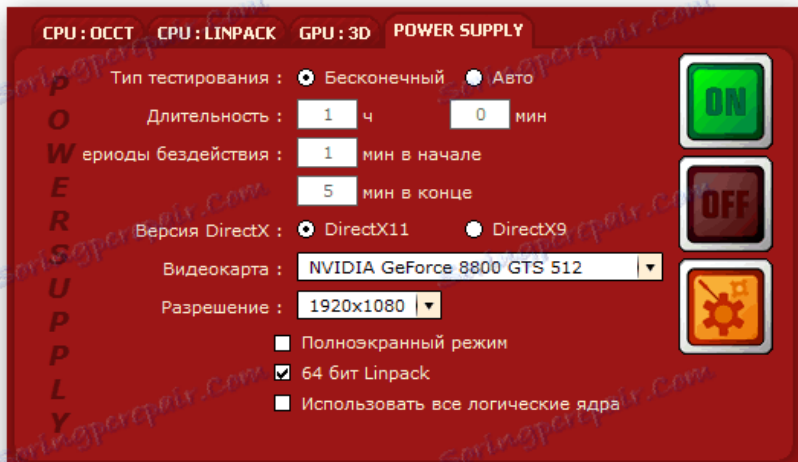 CPU:OCCT CPU:LINPACK GPU:3D POWER SUPPLY
Тип тестирования : Бесконечный Авто
Длительность : 1 ч 0 мин
ериоды бездействия : 1 мин в начале
5 мин в конце
Версия DirectX : DirectX11 DirectX9
Видеокарта : NVIDIA GeForce 8800 GTS 512
Разрешение : 1920x1080
Полноэкранный режим
64 бит Linpack
Использовать все логические ядра
POWER SUPPLY
ON
OFF